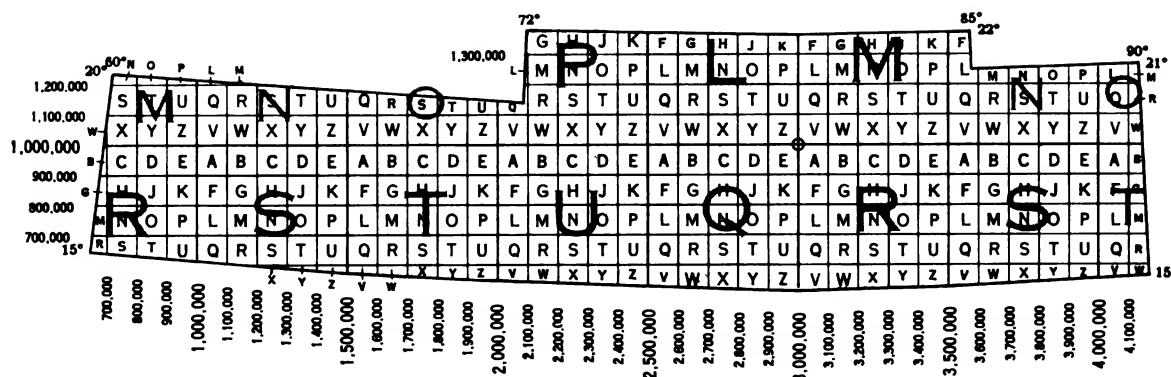 72° 85°
G H J K F G H J K F G H J K F 22°
P L M
20° 60° N O P L M 1,300,000 L M N O P L M N O P L M N O P L M N O P L M 90° 21°
1,200,000 S T U Q R S T U Q R S T U Q R S T U Q R S T U Q R S T U Q R S T U Q R
M N O N O
1,100,000
W X Y Z V W X Y Z V W X Y Z V W X Y Z V W X Y Z V W X Y Z V W X Y Z V W
1,000,000
B C D E A B C D E A B C D E A B C D E A B C D E A B C D E A B C D E A B
900,000
G H J K F G H J K F G H J K F G H J K F G H J K F G H J K F G H J K F G
800,000
R S T U Q R S T
M N O P L M N O P L M N O P L M N O P L M N O P L M N O P L M N O P L M
700,000
R S T U Q R S T U Q R S T U Q R S T U Q R S T U Q R S T U Q R S T U Q R
15° X Y Z V W X Y Z V W X Y Z V W X Y Z V W X Y Z V W X Y Z V W 15
700,000 800,000 900,000 1,000,000 1,100,000 1,200,000 1,300,000 1,400,000 1,500,000 1,600,000 1,700,000 1,800,000 1,900,000 2,000,000 2,100,000 2,200,000 2,300,000 2,400,000 2,500,000 2,600,000 2,700,000 2,800,000 2,900,000 3,000,000 3,100,000 3,200,000 3,300,000 3,400,000 3,500,000 3,600,000 3,700,000 3,800,000 3,900,000 4,000,000 4,100,000